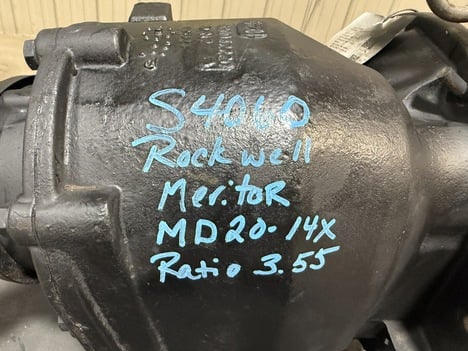 S4060
Rockwell
MeritoR
MD20-14X
Ratio 3.55